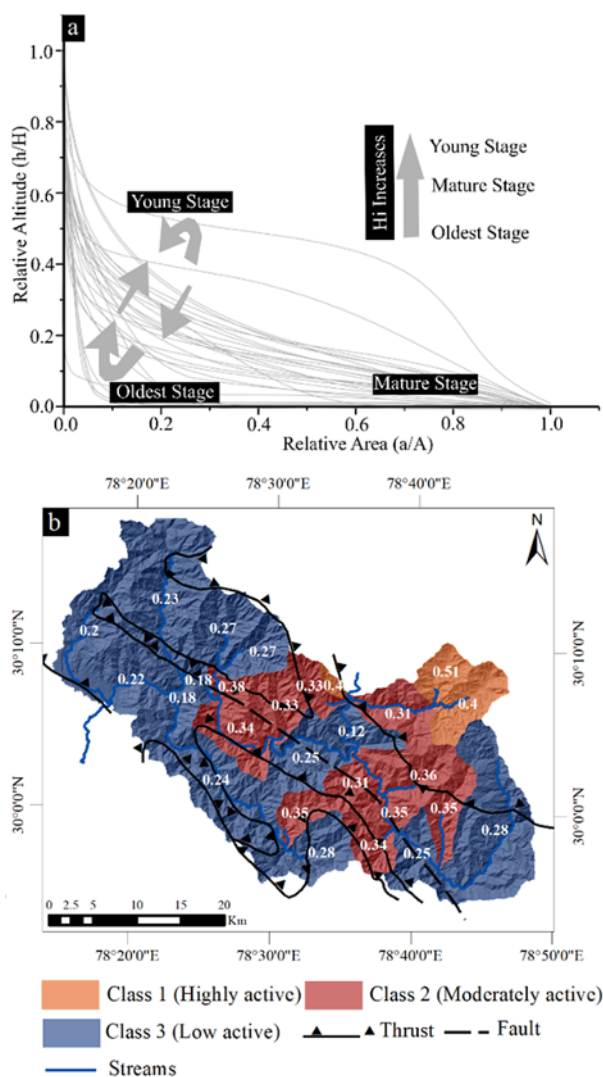 a
1.0
0.8
0.6
0.4
0.2
0.0
Relative Altitude (h/H)
Young Stage
Oldest Stage
Mature Stage
Hi Increases
Young Stage
Mature Stage
Oldest Stage
0.0 0.2 0.4 0.6 0.8 1.0
Relative Area (a/A)
78°20'0"E 78°30'0"E 78°40'0"E
b
N
30°10'0"N 30°10'0"N
30°0'0"N 30°0'0"N
0.23
0.2
0.27
0.27
0.51
0.22
0.18
0.18
0.38
0.33
0.4
0.33
0.31
0.4
0.34
0.12
0.25
0.24
0.31
0.36
0.35
0.35
0.35
0.34
0.28
0.25
0.28
0 2.5 5 10 15 20
Km
78°20'0"E 78°30'0"E 78°40'0"E 78°50'0"E
Class 1 (Highly active) Class 2 (Moderately active)
Class 3 (Low active) Thrust Fault
Streams